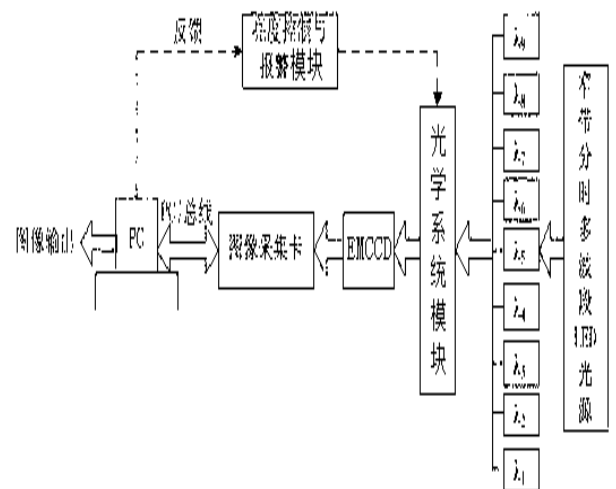 反馈
强度控制与
报警模块
光学系统模块
λ9
λ8
λ7
λ6
λ5
λ4
λ3
λ2
λ1
窄带分时多波段LED光源
图像输出
PC
PCI总线
图像采集卡
EMCCD